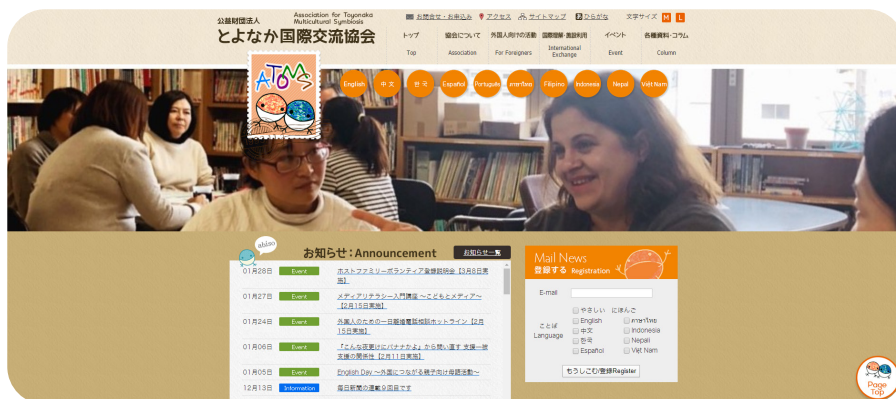 公益財団法人
Association for Toyonaka
Multicultural Symbiosis
とよなか国際交流協会
お問合せ・お申込み
アクセス
サイトマップ
ひらがな
文字サイズ M L
トップ
協会について
外国人向けの活動
国際理解・施設利用
イベント
各種資料・コラム
Top
Association
For Foreigners
International
Exchange
Event
Column
ATOMS
English
中文
한국
Español
Português
ภาษาไทย
Filipino
Indonesia
Nepal
Việt Nam
abiso
お知らせ:Announcement
お知らせ一覧
01月28日 Event ホストファミリーボランティア登録説明会【3月8日実
施】
01月27日 Event メディアリテラシー入門講座 ~こどもとメディア~
【2月15日実施】
01月24日 Event 外国人のための一日離婚電話相談ホットライン【2月
15日実施】
01月06日 Event 『こんな夜更けにバナナかよ』から問い直す 支援―被
支援の関係性【2月11日実施】
01月05日 Event English Day ~外国につながる親子向け母語活動~
12月13日 Information 毎日新聞の連載9回目です
Mail News
登録する Registration
E-mail
ことば
Language
やさしい にほんご
English
ภาษาไทย
中文
Indonesia
한국
Nepali
Español
Việt Nam
もうしこむ/登録Register
Page
Top